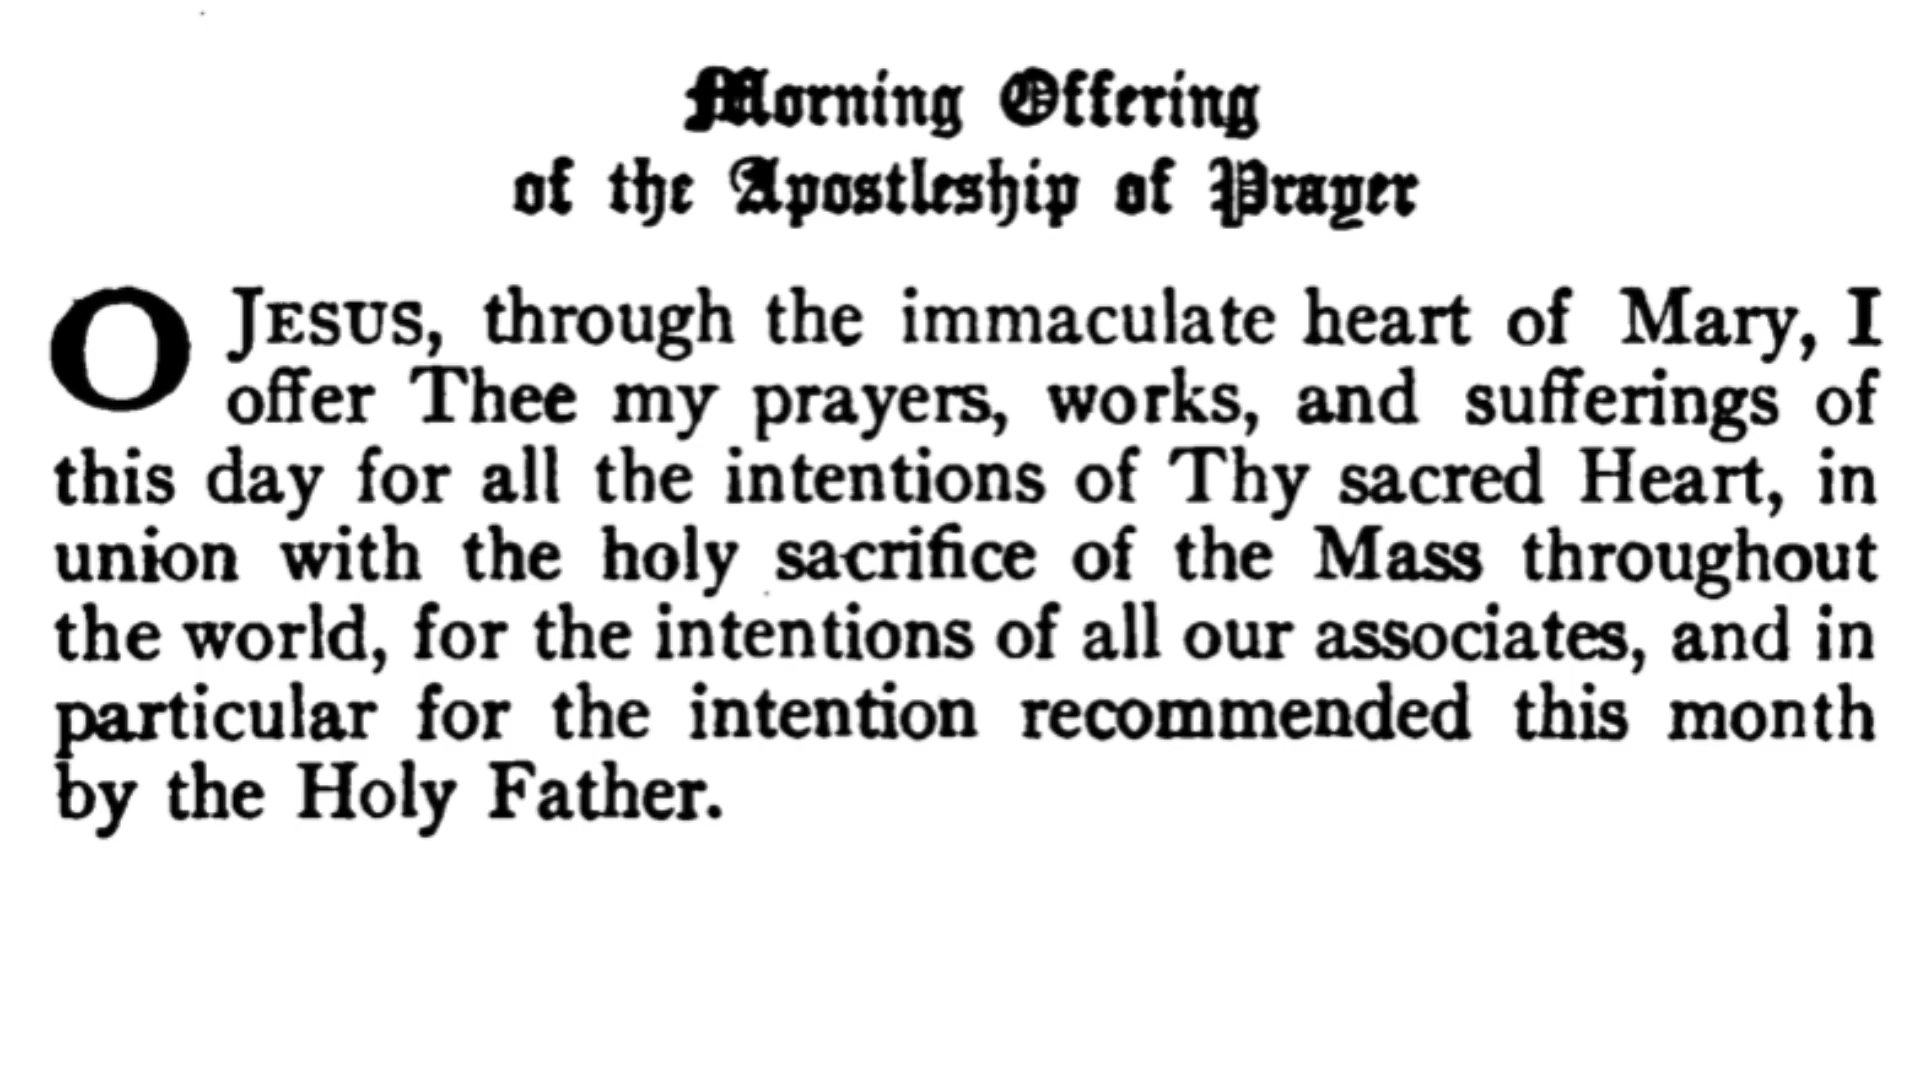 Morning Offering
of the Apostleship of Prayer
O JESUS, through the immaculate heart of Mary, I
offer Thee my prayers, works, and sufferings of
this day for all the intentions of Thy sacred Heart, in
union with the holy sacrifice of the Mass throughout
the world, for the intentions of all our associates, and in
particular for the intention recommended this month
by the Holy Father.